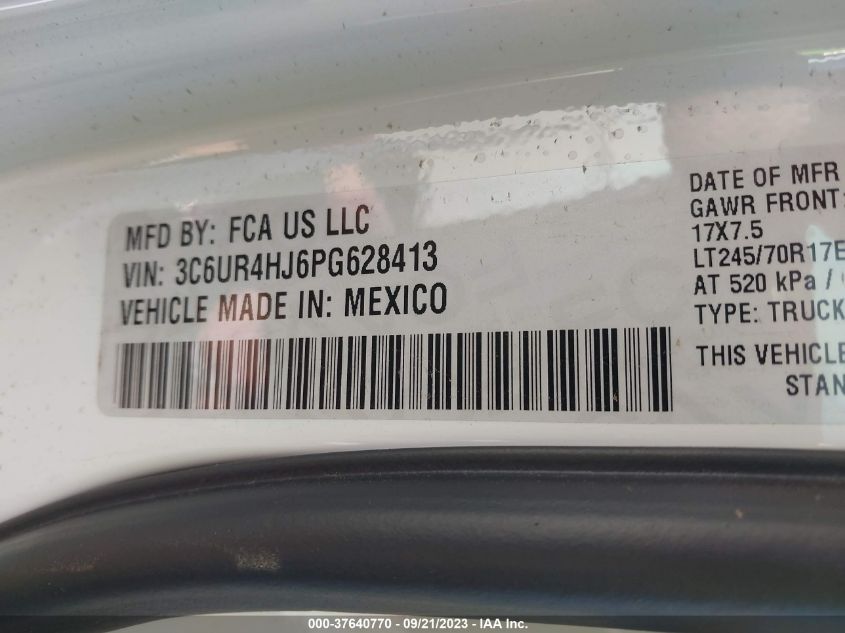 MFD BY: FCA US LLC
VIN: 3C6UR4HJ6PG628413
VEHICLE MADE IN: MEXICO
DATE OF MFR
GAWR FRONT:
17X7.5
LT245/70R17E
AT 520 kPa /
TYPE: TRUCK
THIS VEHICLE
STAN
000-37640770 - 09/21/2023 - IAA Inc.